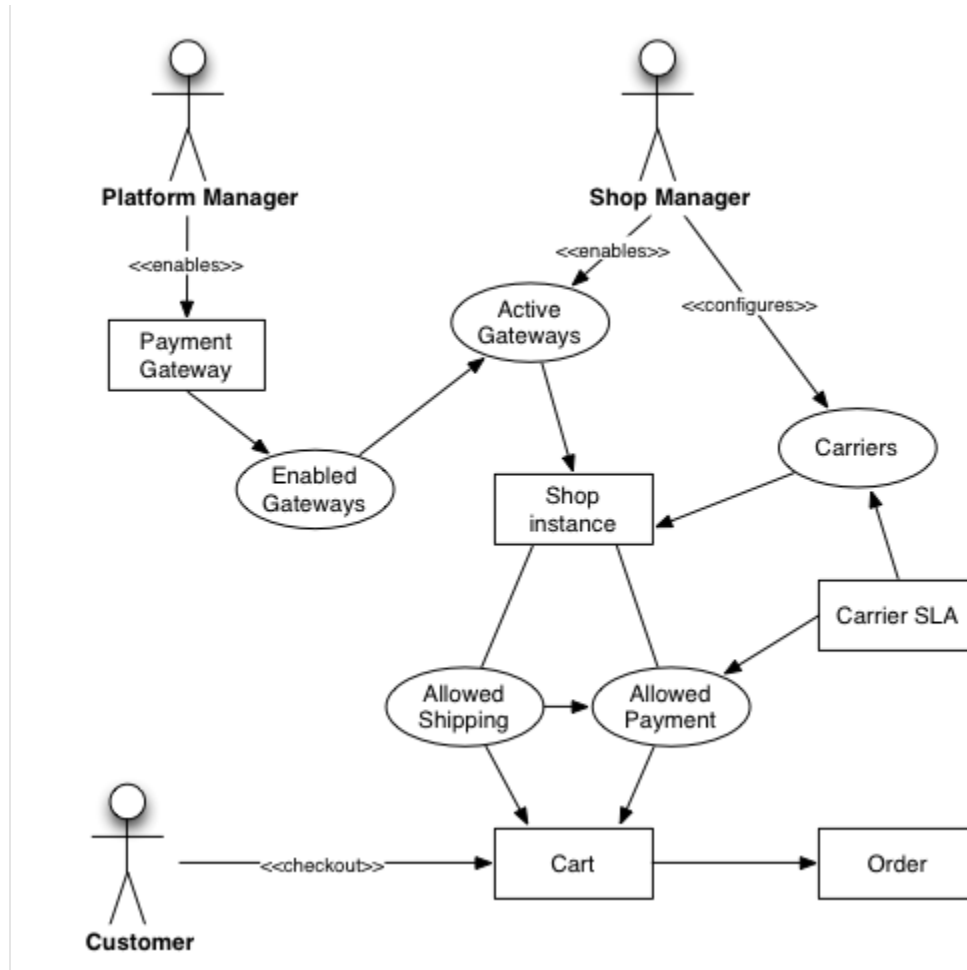 Platform Manager
Shop Manager
<<enables>>
<<enables>>
<<configures>>
Active
Gateways
Payment
Gateway
Carriers
Enabled
Gateways
Shop
instance
Carrier SLA
Allowed
Shipping
Allowed
Payment
<<checkout>>
Cart
Order
Customer